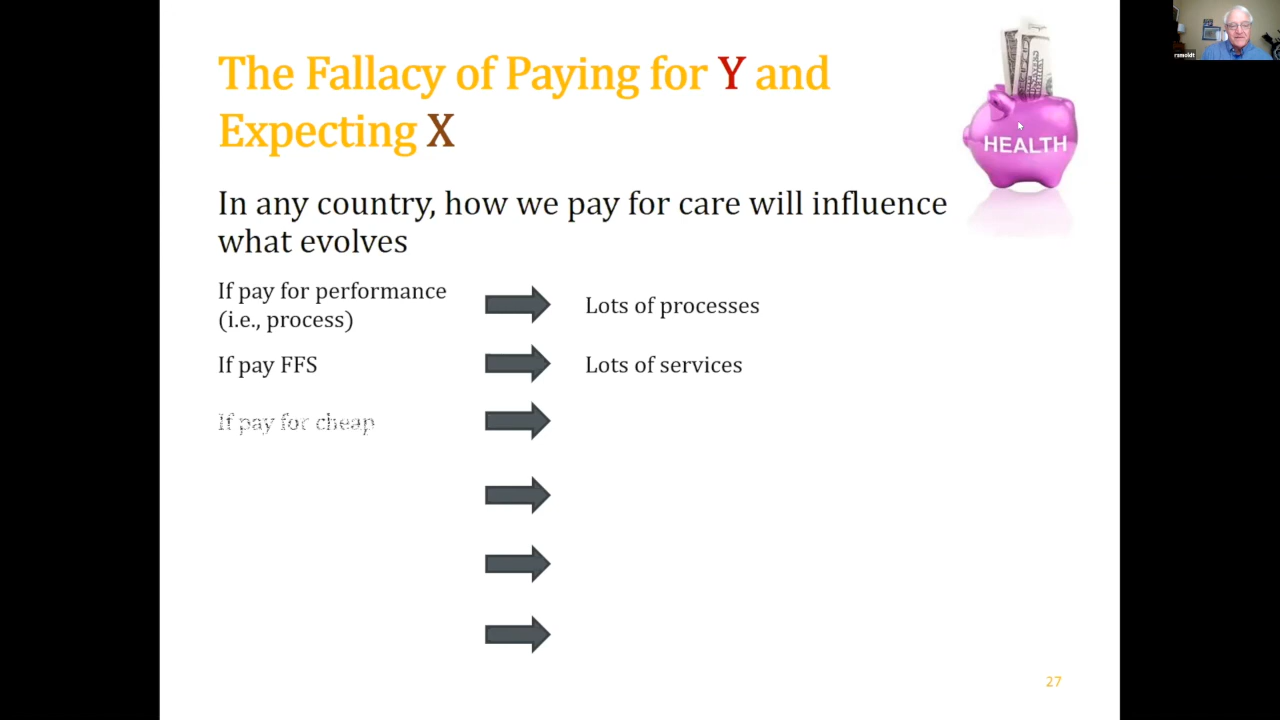 The Fallacy of Paying for Y and
Expecting X
HEALTH
In any country, how we pay for care will influence
what evolves
If pay for performance
(i.e., process)
Lots of processes
If pay FFS
Lots of services
If pay for cheap
27
ramoldt